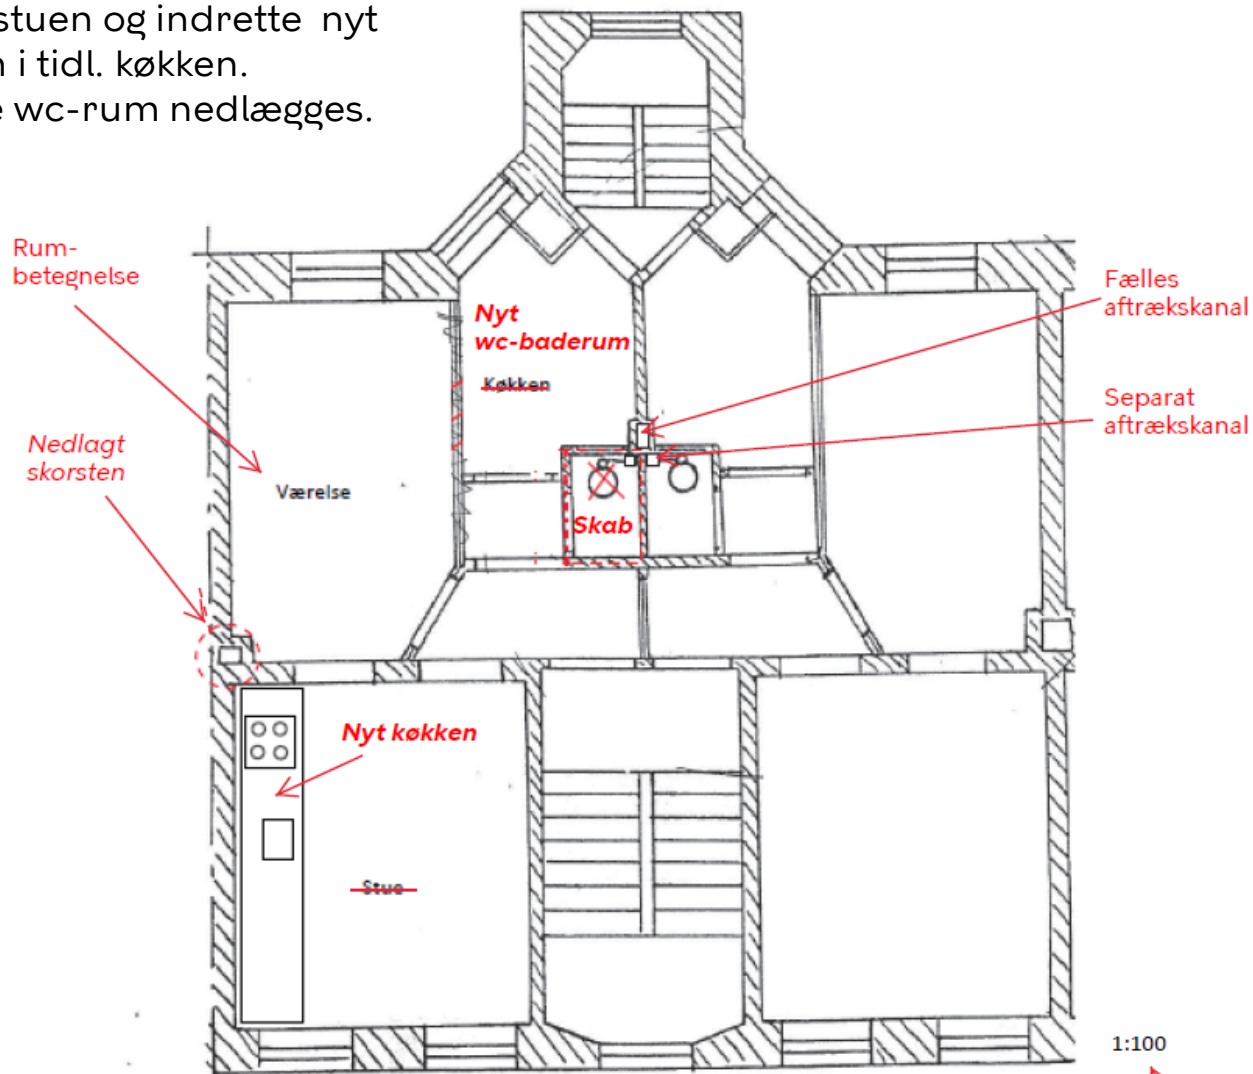 stuen og indrette nyt
i tidl. køkken.
wc-rum nedlægges.
Rum-
betegnelse
Nyt
wc-baderum
Køkken
Fælles
aftrækskanal
Separat
aftrækskanal
Nedlagt
skorsten
Værelse
Skab
Nyt køkken
Stue
1:100